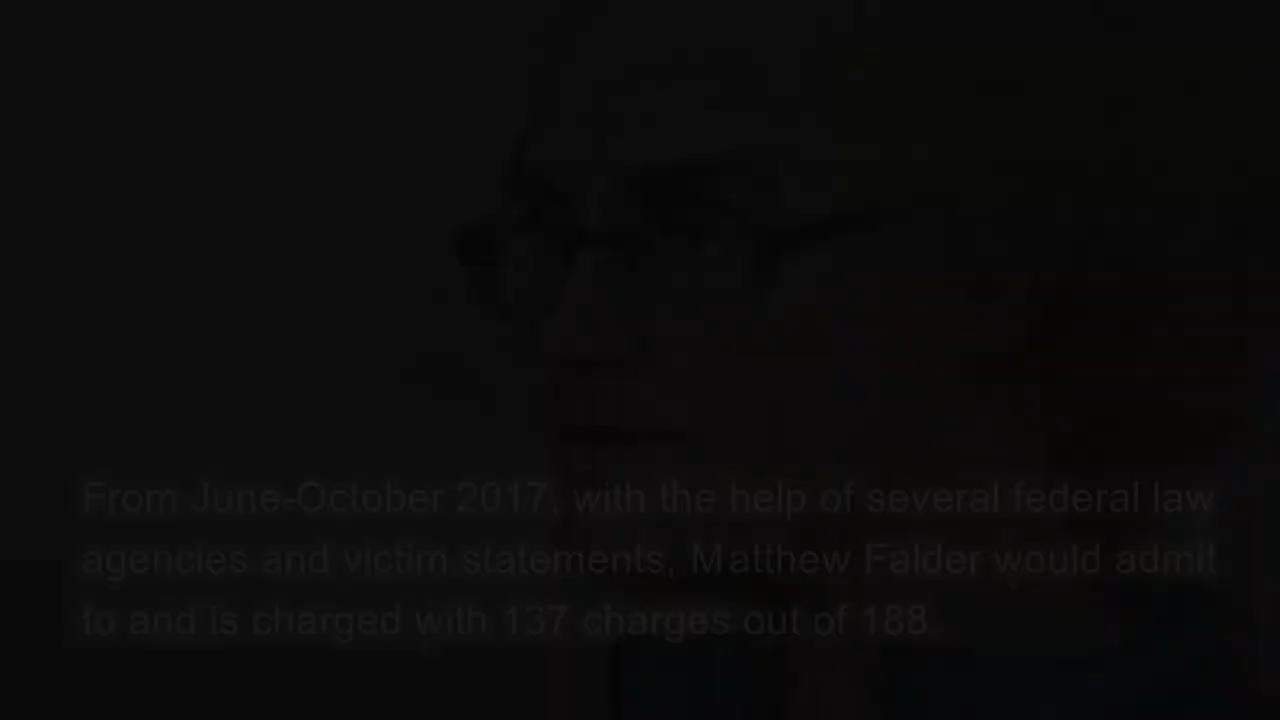 From June-October 2017, with the help of several federal law
agencies and victim statements, Matthew Falder would admit
to and is charged with 137 charges out of 188.